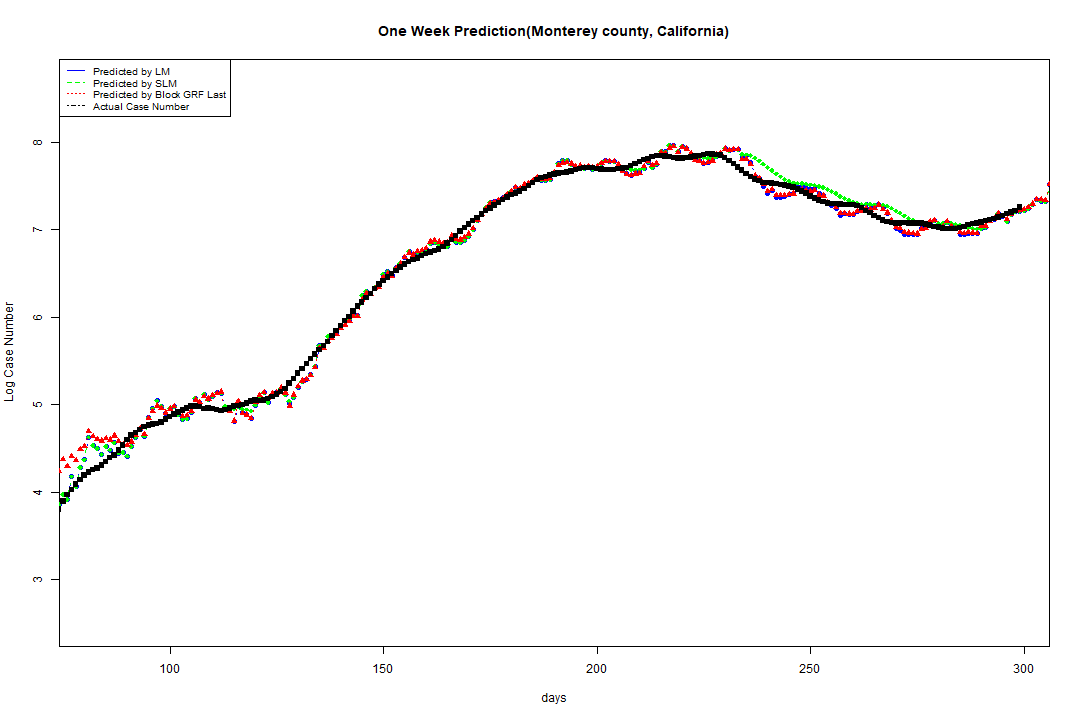 One Week Prediction(Monterey county, California)
Predicted by LM
Predicted by SLM
Predicted by Block GRF Last
Actual Case Number
8
7
6
5
4
3
Log Case Number
100 150 200 250 300
days